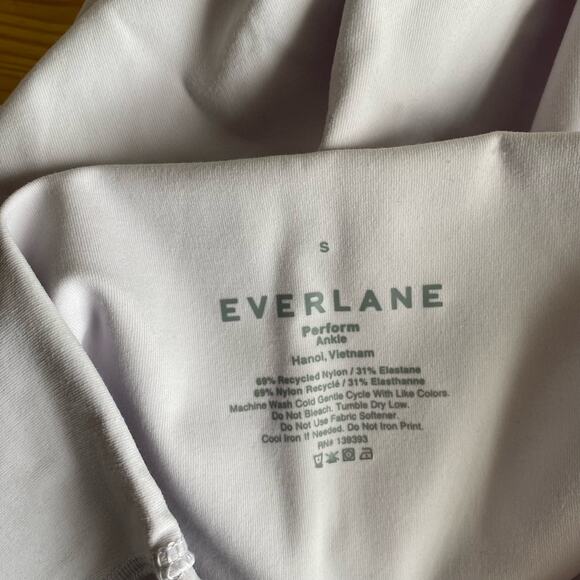 S
EVERLANE
Perform
Ankle
Hanoi, Vietnam
69% Recycled Nylon / 31% Elastane
69% Nylon Recyclé / 31% Élasthanne
Machine Wash Cold Gentle Cycle With Like Colors.
Do Not Bleach. Tumble Dry Low.
Do Not Use Fabric Softener.
Cool Iron If Needed. Do Not Iron Print.
RN# 139393